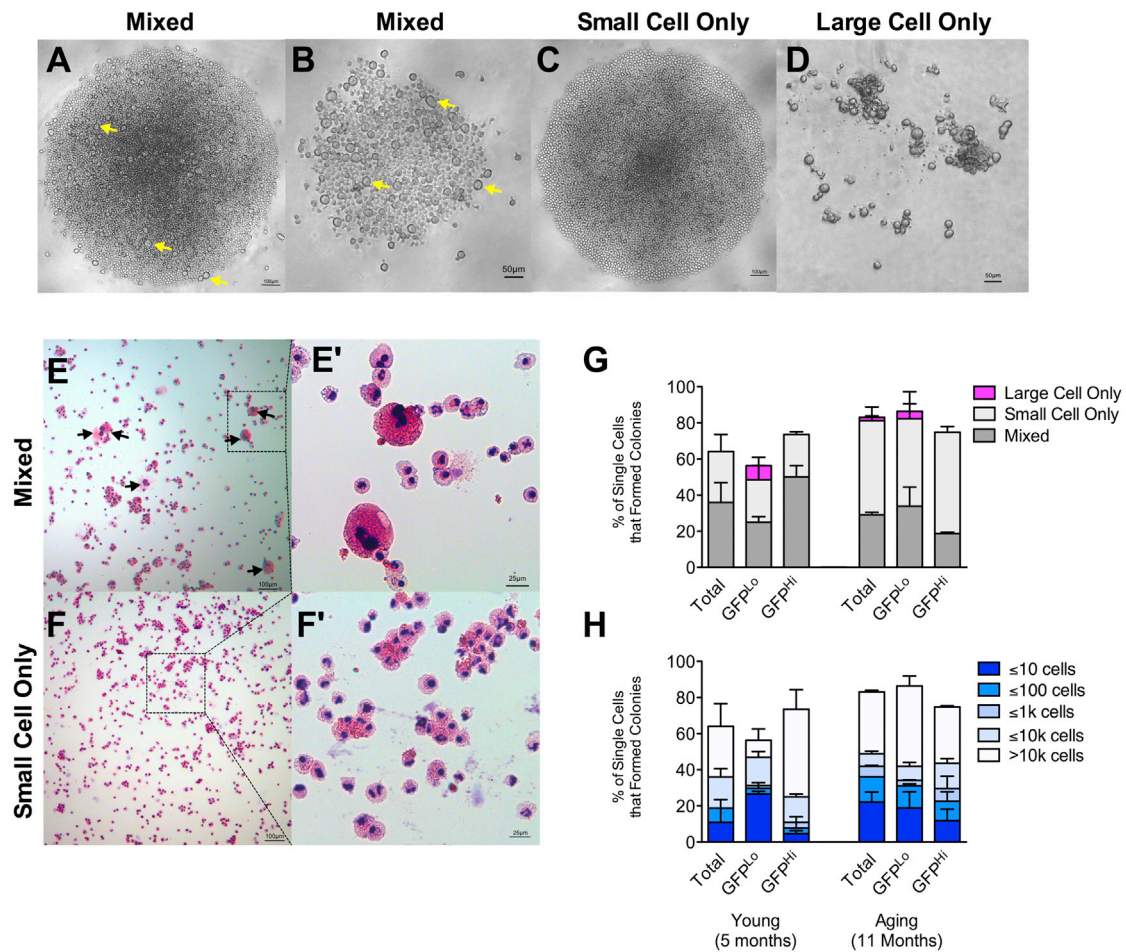 Mixed
Mixed
Small Cell Only
Large Cell Only
A
B
C
D
100µm
50µm
100µm
50µm
Mixed
E
E'
100µm
25µm
Small Cell Only
F
F'
100µm
25µm
G
% of Single Cells
that Formed Colonies
100
80
60
40
20
0
Large Cell Only
Small Cell Only
Mixed
Total
GFPLo
GFPHi
Total
GFPLo
GFPHi
H
% of Single Cells
that Formed Colonies
100
80
60
40
20
0
≤10 cells
≤100 cells
≤1k cells
≤10k cells
>10k cells
Total
GFPLo
GFPHi
Total
GFPLo
GFPHi
Young
(5 months)
Aging
(11 Months)